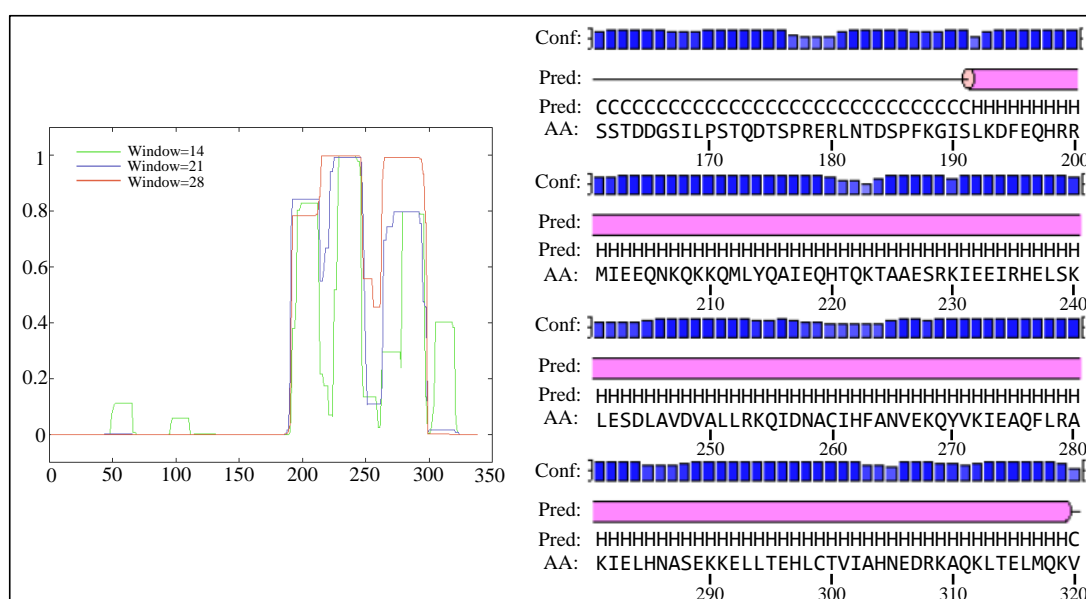 1
0.8
0.6
0.4
0.2
0
0 50 100 150 200 250 300 350
Window=14
Window=21
Window=28
Conf:
Pred:
Pred: CCCCCCCCCCCCCCCCCCCCCCCCCCCCCCCHHHHHHHHH
AA: SSTDDGSILPSTQDTSPRERLNTDSPFKGISLKDFEQHRR
170 180 190 200
Conf:
Pred:
Pred: HHHHHHHHHHHHHHHHHHHHHHHHHHHHHHHHHHHHHHHH
AA: MIEEQNKQKKQMLYQAIEQHTQKTAAESRKIEEIRHELSK
210 220 230 240
Conf:
Pred:
Pred: HHHHHHHHHHHHHHHHHHHHHHHHHHHHHHHHHHHHHHHH
AA: LESDLAVDVALLRKQIDNACIHFANVEKQYVKIEAQFLRA
250 260 270 280
Conf:
Pred:
Pred: HHHHHHHHHHHHHHHHHHHHHHHHHHHHHHHHHHHHHHHC
AA: KIELHNASEKKELLTEHLCTVIAHNEDRKAQKLTELMQKV
290 300 310 320